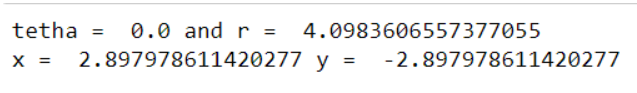 tetha =  0.0 and r =  4.0983606557377055
x =  2.897978611420277 y =  -2.897978611420277